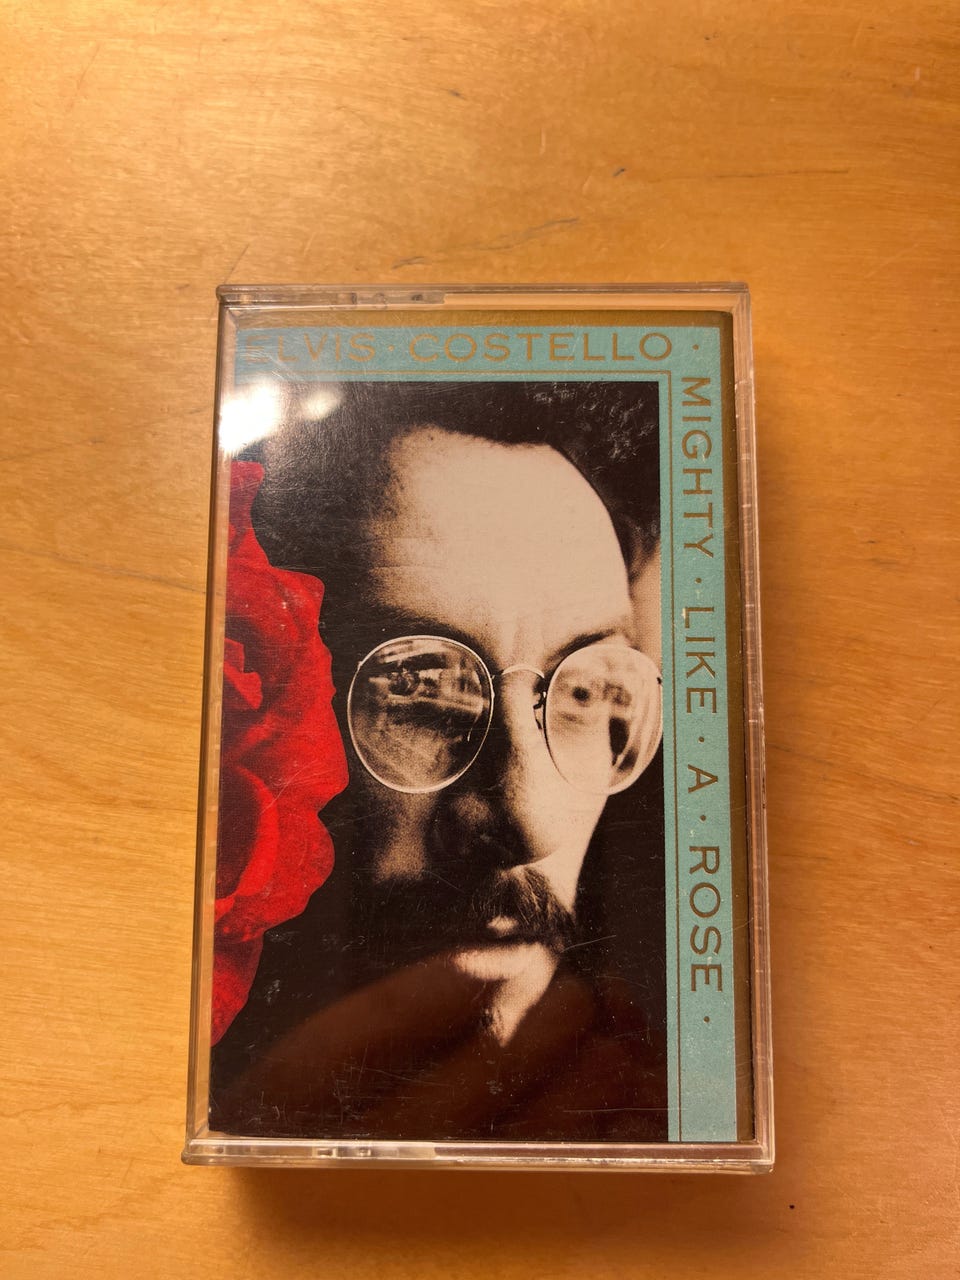 ELVIS · COSTELLO ·
MIGHTY · LIKE · A · ROSE ·